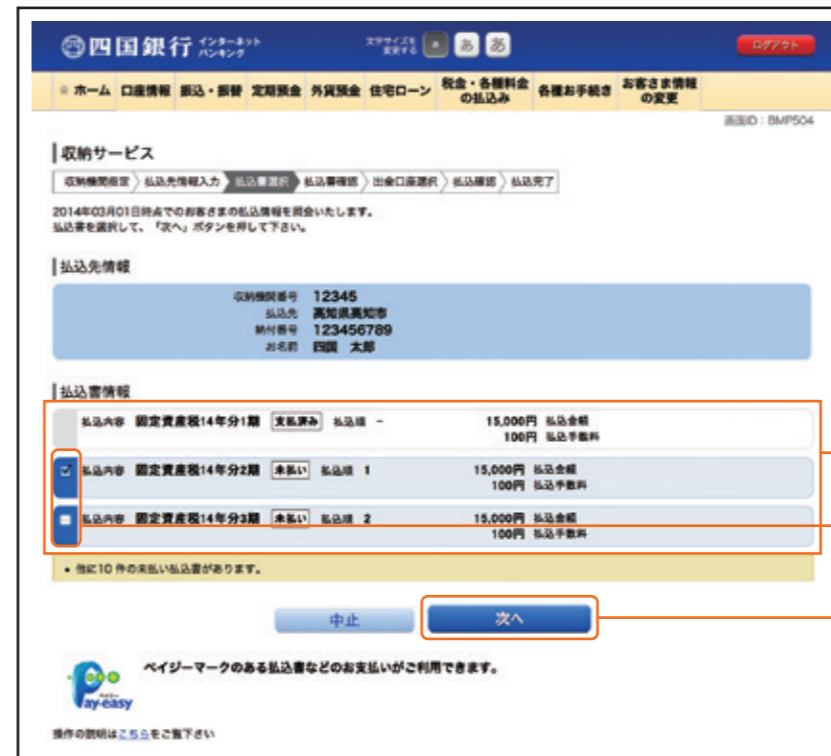 四国銀行 インターネットバンキング
文字サイズを変更する あ あ あ
ログアウト
ホーム 口座情報 振込・振替 定期預金 外貨預金 住宅ローン 税金・各種料金の払込み 各種お手続き お客さま情報の変更
画面ID：BMP504
収納サービス
収納機関指定 払込先情報入力 払込書選択 払込書確認 出金口座選択 払込確認 払込完了
2014年03月01日時点でのお客さまの払込情報を照会いたします。
払込書を選択して、「次へ」ボタンを押して下さい。
払込先情報
収納機関番号 12345
払込先 高知県高知市
納付番号 123456789
お名前 四国 太郎
払込書情報
払込内容 固定資産税14年分1期 支払済み 払込順 − 15,000円 払込金額
100円 払込手数料
払込内容 固定資産税14年分2期 未払い 払込順 1 15,000円 払込金額
100円 払込手数料
払込内容 固定資産税14年分3期 未払い 払込順 2 15,000円 払込金額
100円 払込手数料
• 他に10 件の未払い払込書があります。
中止 次へ
ペイジーマークのある払込書などのお支払いがご利用できます。
ペイジー
Pay-easy
操作の説明はこちらをご覧下さい